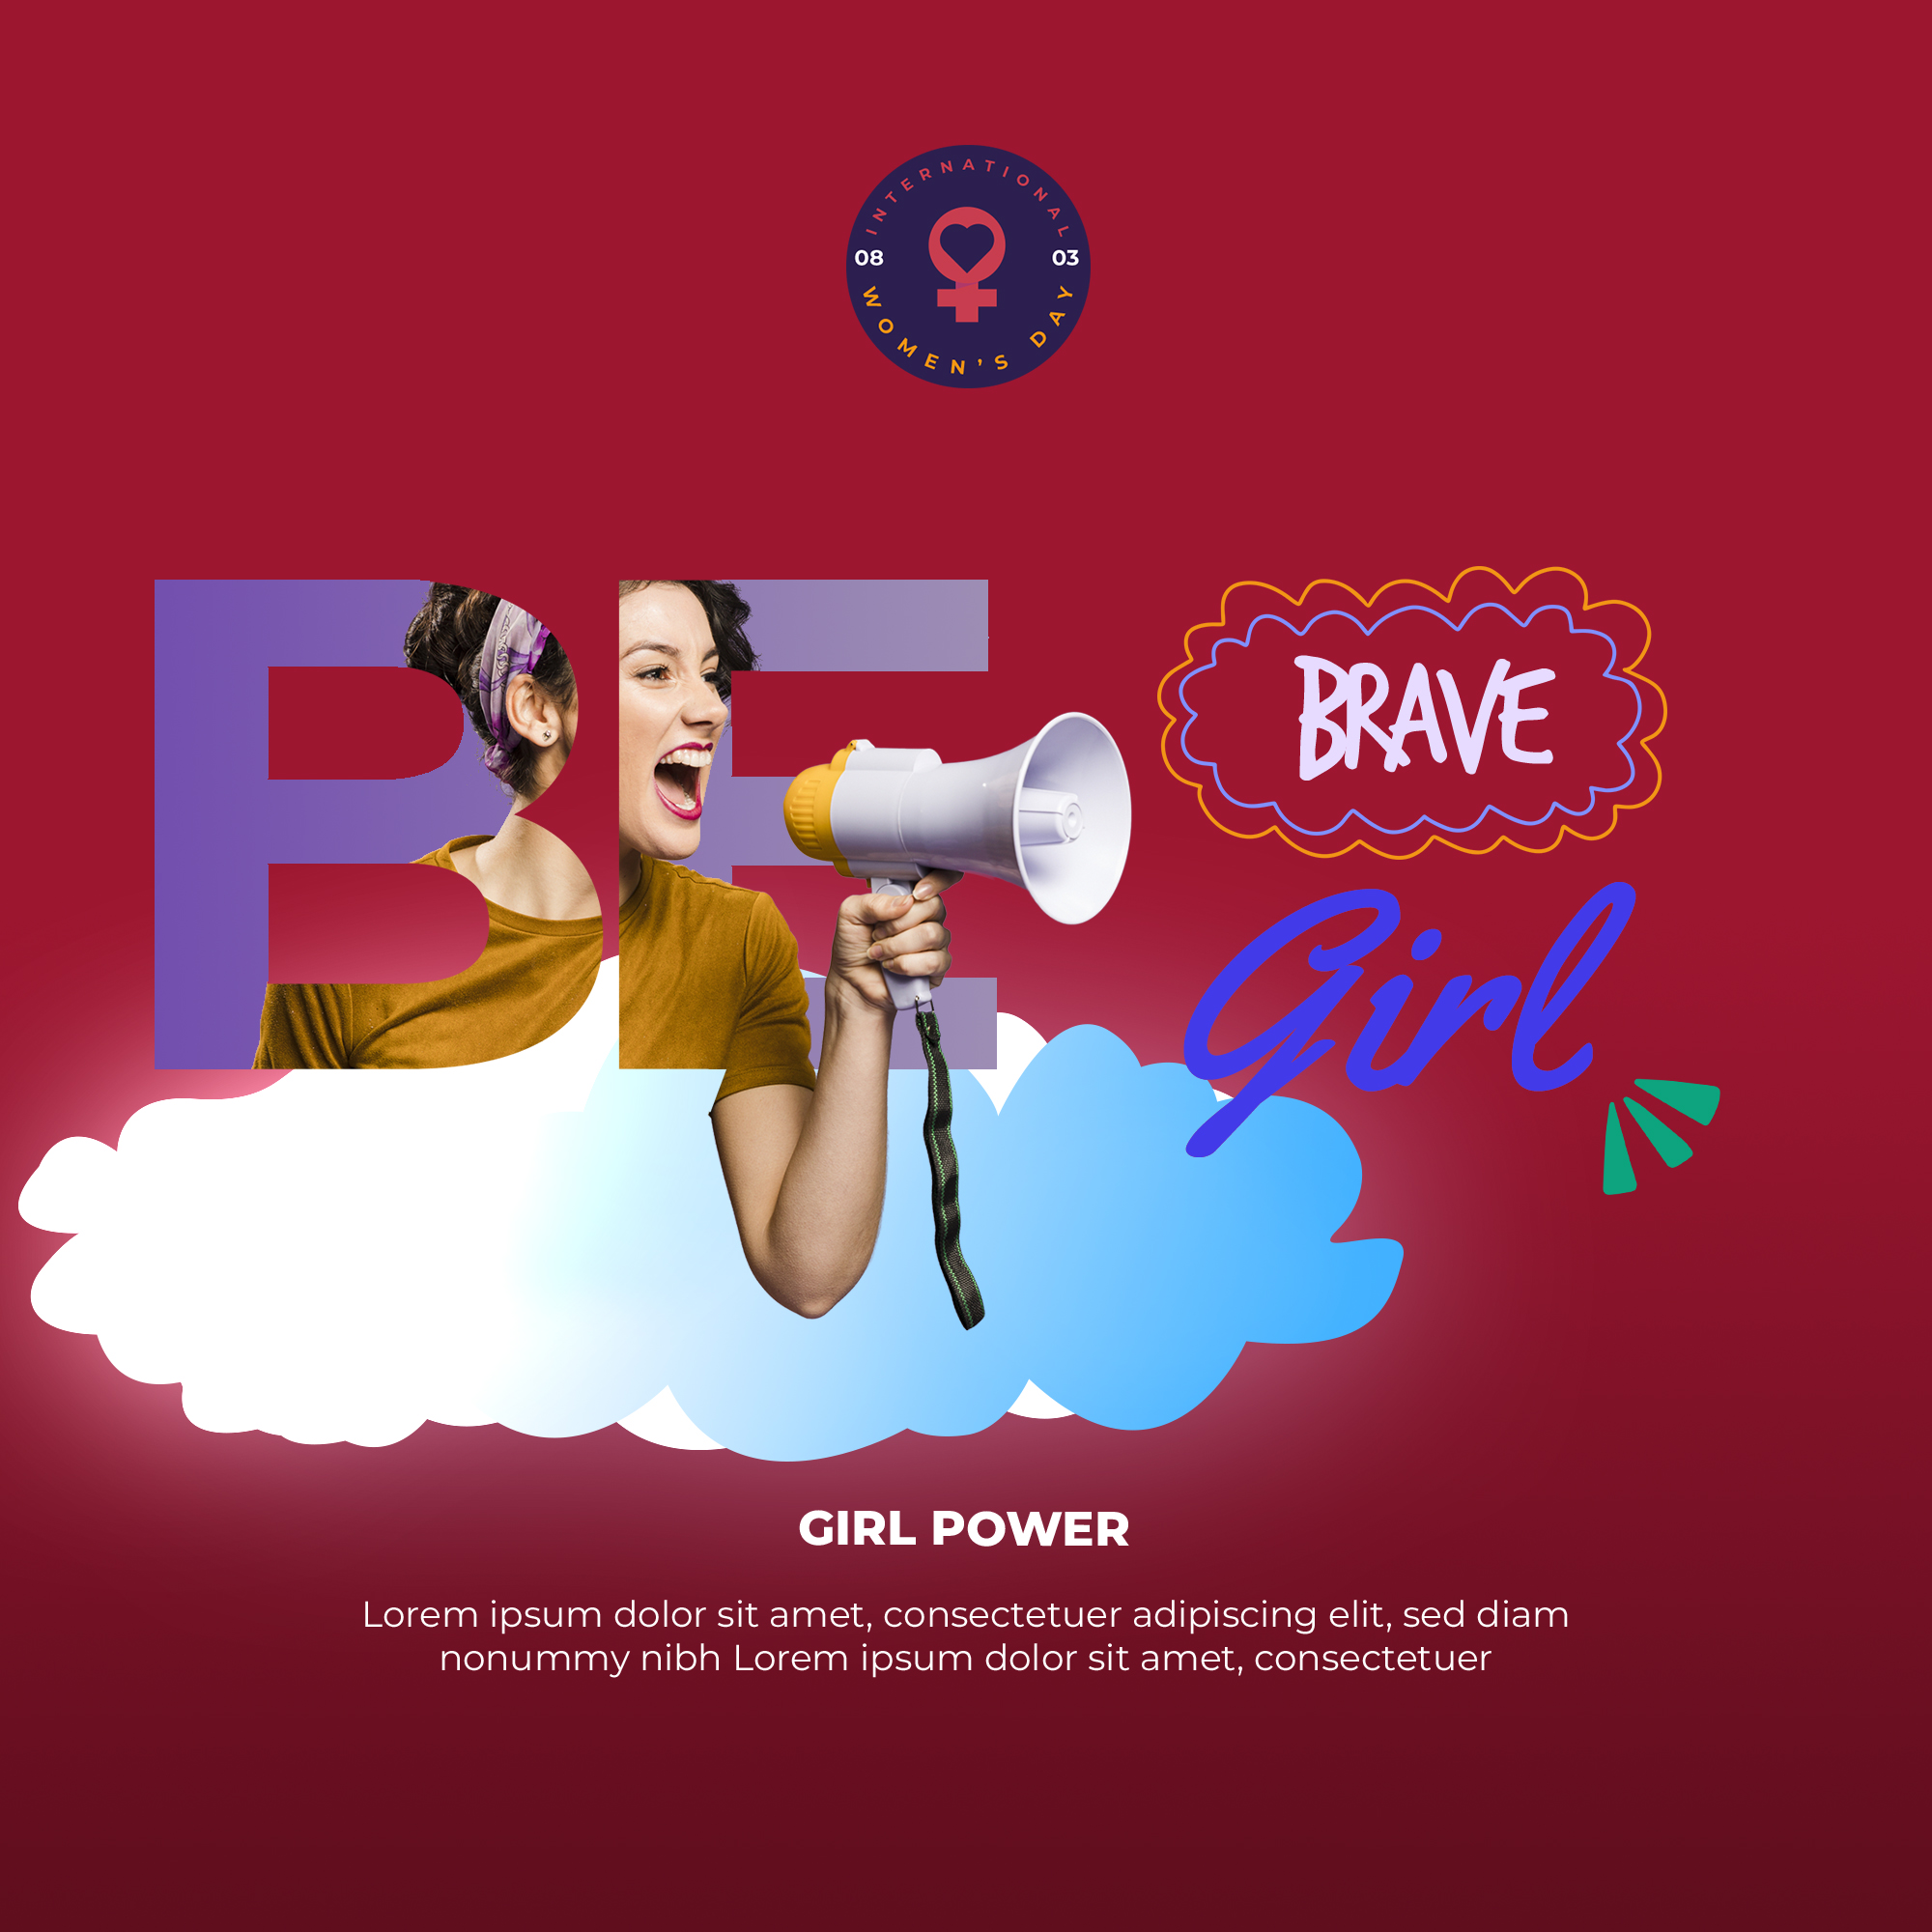 INTERNATIONAL
08 03
WOMEN'S DAY
BE
BRAVE
Girl
GIRL POWER
Lorem ipsum dolor sit amet, consectetuer adipiscing elit, sed diam
nonummy nibh Lorem ipsum dolor sit amet, consectetuer